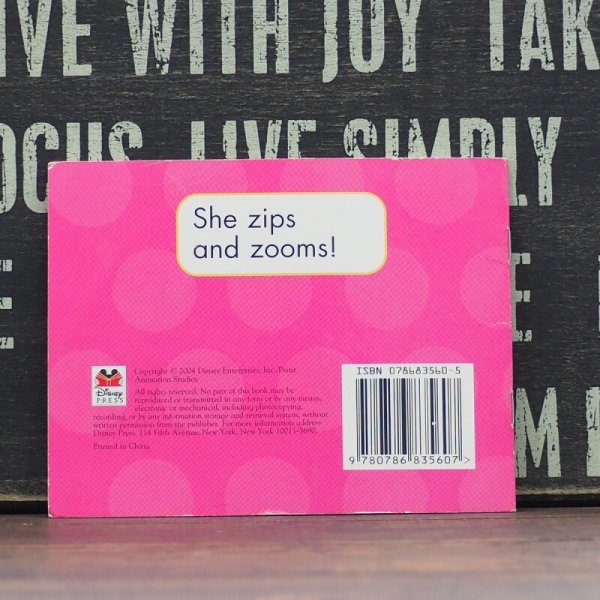 IVE WITH JOY TAK
OCUS LIVE SIMPLY
E
E
She zips
and zooms!
Disney
PRESS
Copyright © 2004 Disney Enterprises, Inc./Pixar
Animation Studios
All rights reserved. No part of this book may be
reproduced or transmitted in any form or by any means,
electronic or mechanical, including photocopying,
recording, or by any information storage and retrieval system, without
written permission from the publisher. For more information address
Disney Press, 114 Fifth Avenue, New York, New York 10011-5690.
Printed in China
ISBN 078683560-5
9 780786 835607 >
M